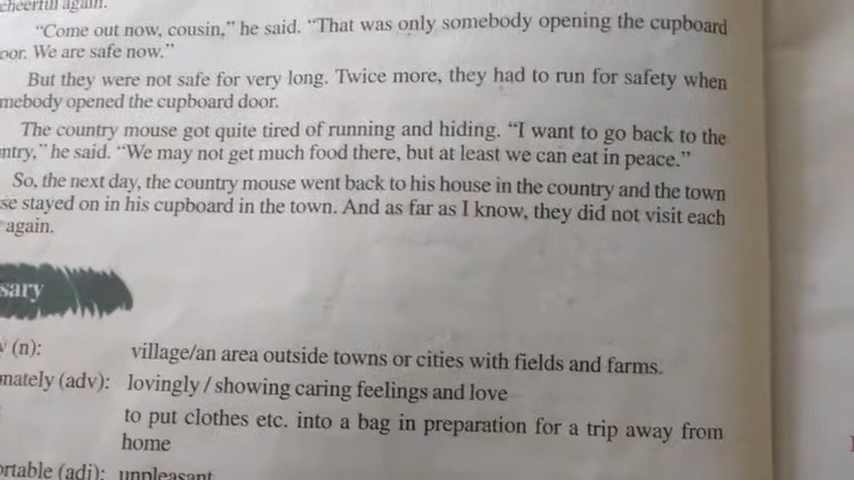 cheerful again.
“Come out now, cousin,” he said. “That was only somebody opening the cupboard
oor. We are safe now.”
But they were not safe for very long. Twice more, they had to run for safety when
mebody opened the cupboard door.
The country mouse got quite tired of running and hiding. “I want to go back to the
ntry,” he said. “We may not get much food there, but at least we can eat in peace.”
So, the next day, the country mouse went back to his house in the country and the town
se stayed on in his cupboard in the town. And as far as I know, they did not visit each
again.
sary
y (n): village/an area outside towns or cities with fields and farms.
nately (adv): lovingly / showing caring feelings and love
to put clothes etc. into a bag in preparation for a trip away from
home
ortable (adj): unpleasant